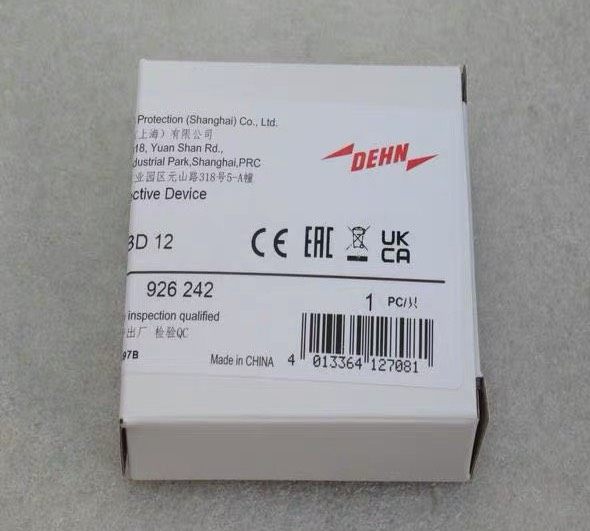 Protection (Shanghai) Co., Ltd.
(上海) 有限公司
18, Yuan Shan Rd.,
dustrial Park,Shanghai,PRC
业园区元山路318号5-A幢
ctive Device
DEHN
BD 12
CE EAC UK CA
926 242
1 PC/只
inspection qualified
出厂 检验QC
97B
Made in CHINA
4 013364 127081